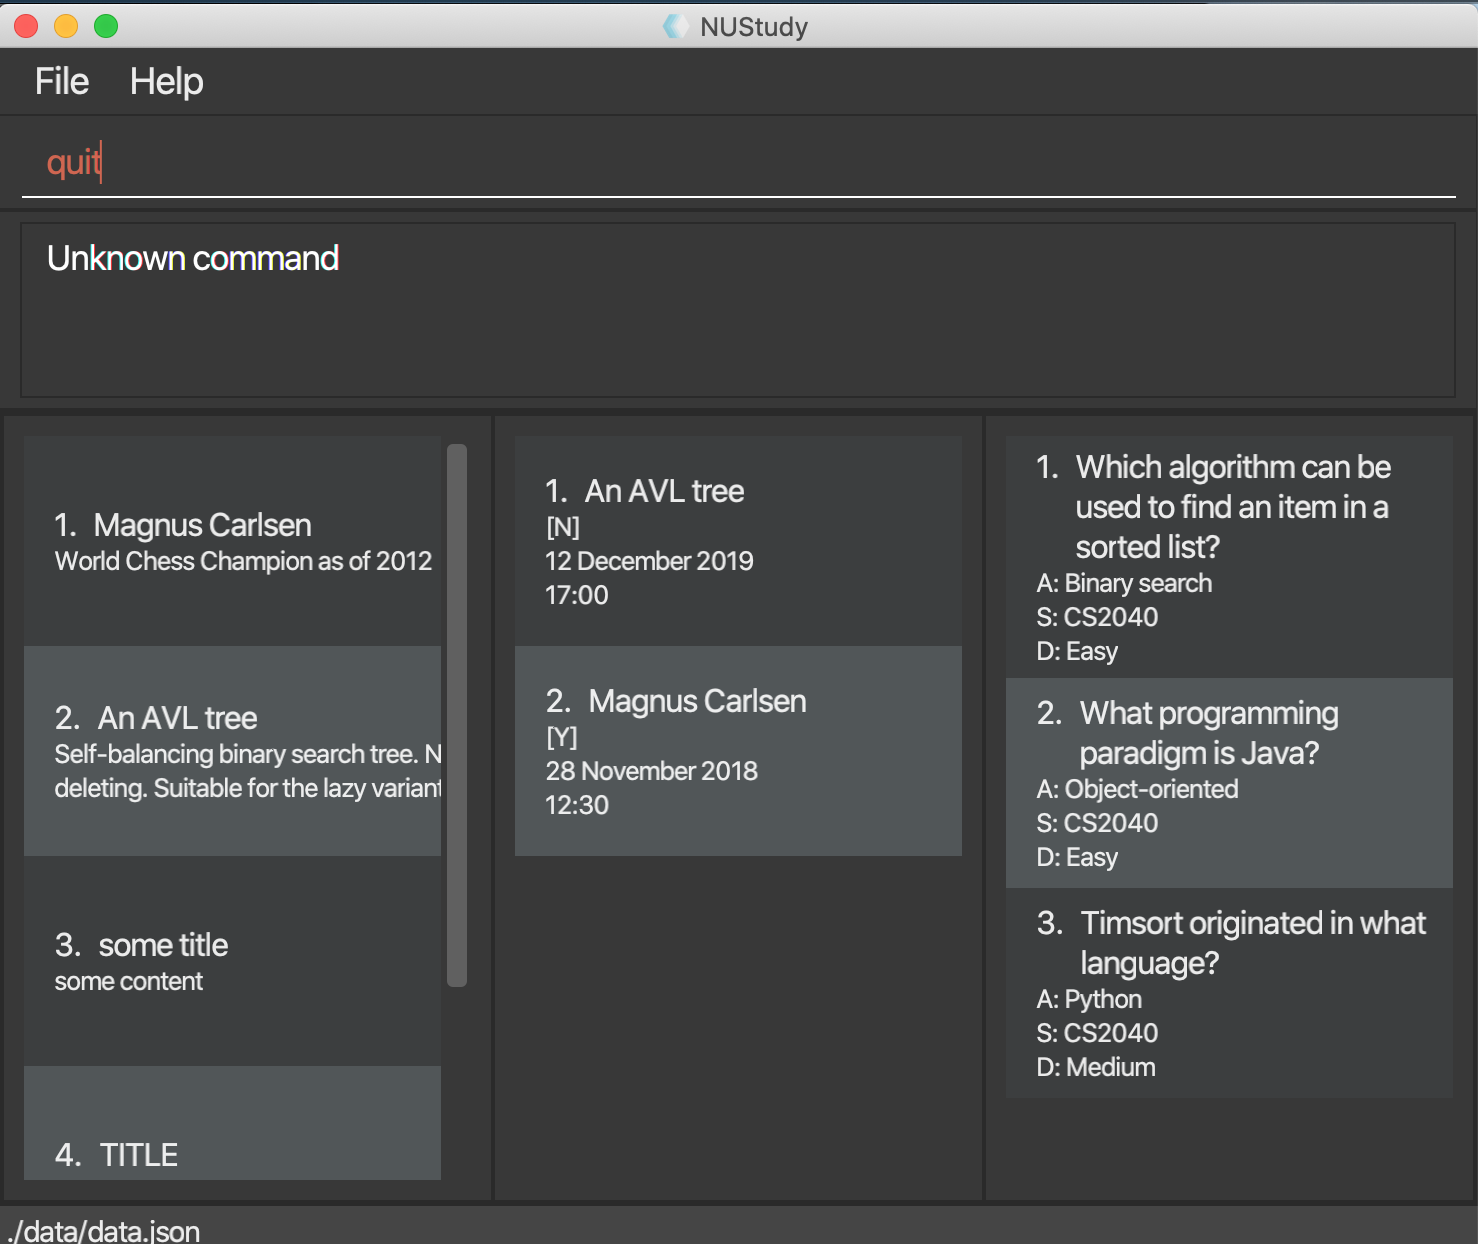 NUStudy
File Help
quit
Unknown command
1. Magnus Carlsen
World Chess Champion as of 2012
2. An AVL tree
Self-balancing binary search tree. N
deleting. Suitable for the lazy variant
3. some title
some content
4. TITLE
1. An AVL tree
[N]
12 December 2019
17:00
2. Magnus Carlsen
[Y]
28 November 2018
12:30
1. Which algorithm can be
used to find an item in a
sorted list?
A: Binary search
S: CS2040
D: Easy
2. What programming
paradigm is Java?
A: Object-oriented
S: CS2040
D: Easy
3. Timsort originated in what
language?
A: Python
S: CS2040
D: Medium
./data/data.json